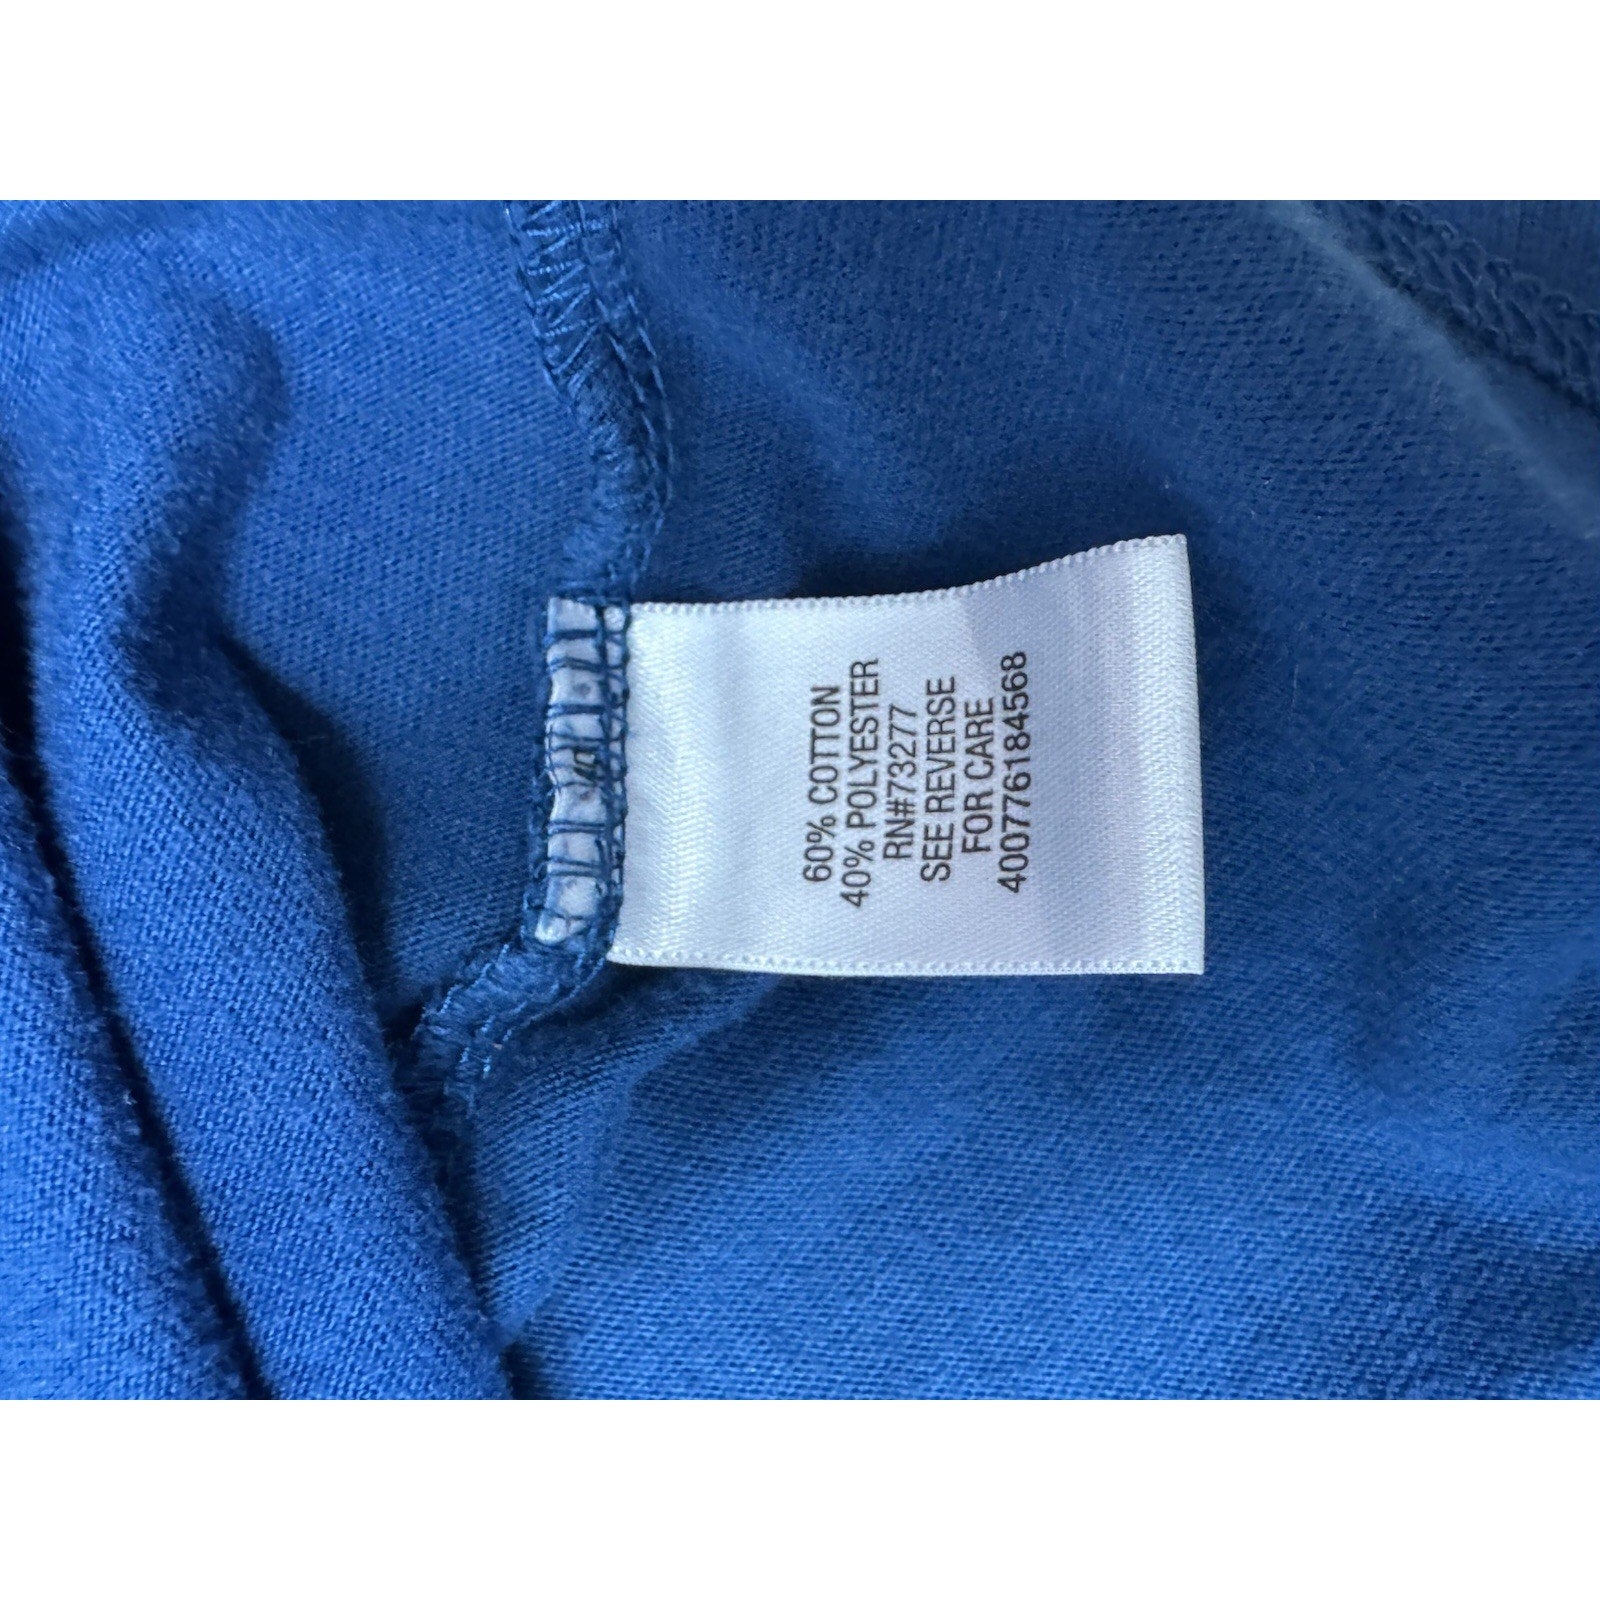 60% COTTON
40% POLYESTER
RN#73277
SEE REVERSE
FOR CARE
400776184568